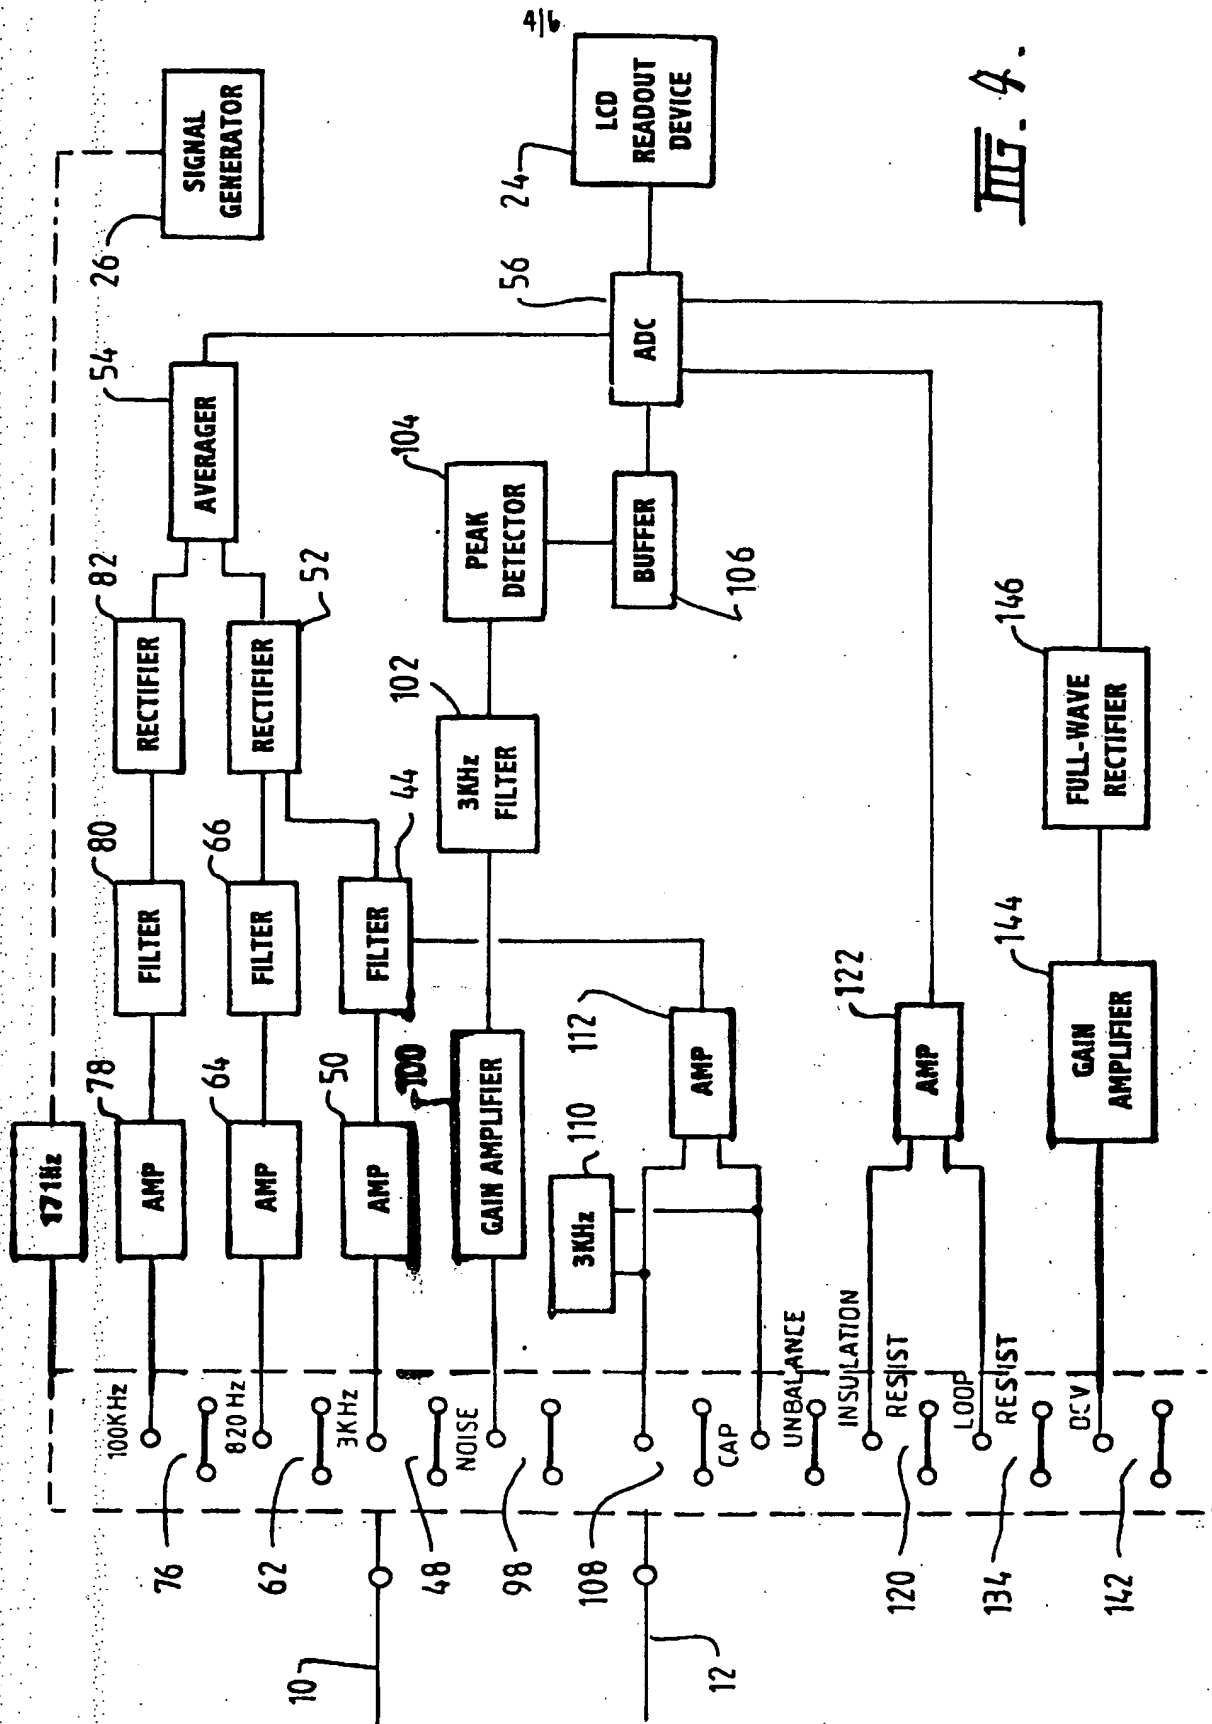 4/6
171Hz
SIGNAL
GENERATOR
26
100KHz
76
AMP
78
FILTER
80
RECTIFIER
82
AVERAGER
54
820 Hz
62
AMP
64
FILTER
66
RECTIFIER
52
3KHz
48
AMP
50
FILTER
44
NOISE
98
GAIN AMPLIFIER
100
3KHz
FILTER
102
PEAK
DETECTOR
104
BUFFER
106
ADC
56
LCD
READOUT
DEVICE
24
10
12
108
CAP
3KHz
110
AMP
112
UNBALANCE
INSULATION
RESIST
120
AMP
122
LOOP
RESIST
134
DCV
142
GAIN
AMPLIFIER
144
FULL-WAVE
RECTIFIER
146
FIG. 4.